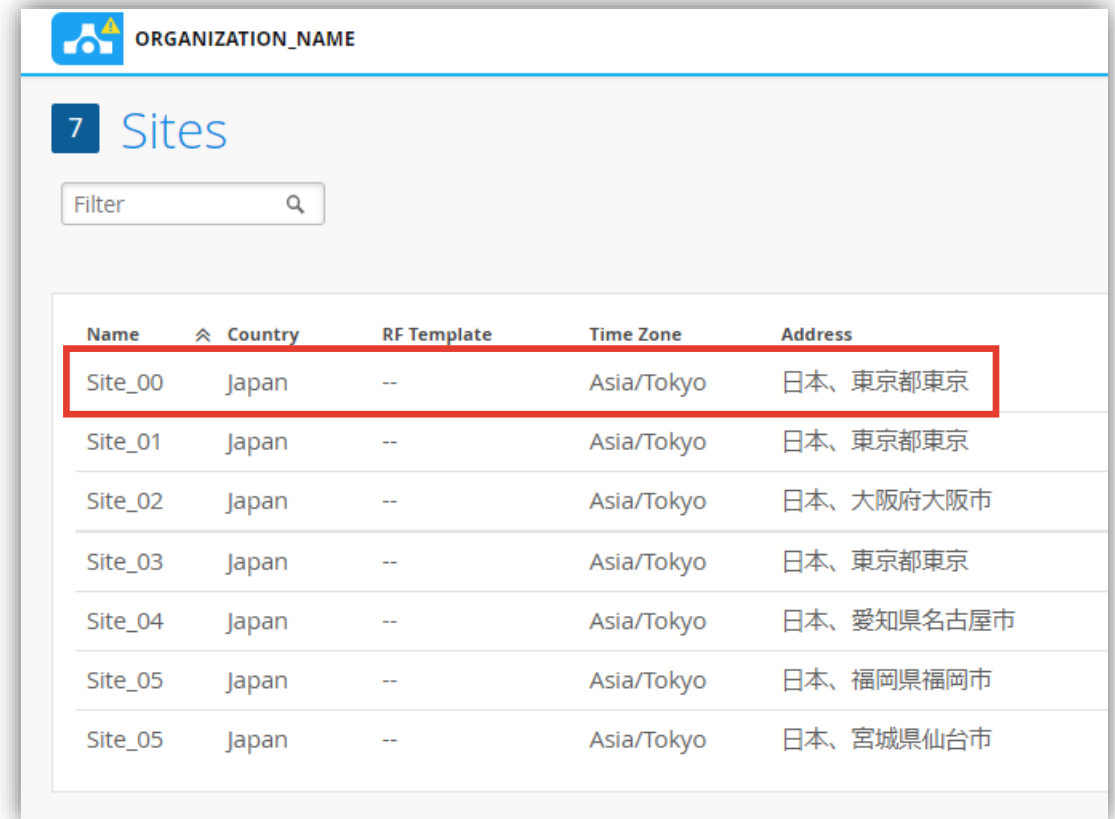 ORGANIZATION_NAME
7 Sites
Filter
Name Country RF Template Time Zone Address
Site_00 Japan -- Asia/Tokyo 日本、東京都東京
Site_01 Japan -- Asia/Tokyo 日本、東京都東京
Site_02 Japan -- Asia/Tokyo 日本、大阪府大阪市
Site_03 Japan -- Asia/Tokyo 日本、東京都東京
Site_04 Japan -- Asia/Tokyo 日本、愛知県名古屋市
Site_05 Japan -- Asia/Tokyo 日本、福岡県福岡市
Site_05 Japan -- Asia/Tokyo 日本、宮城県仙台市